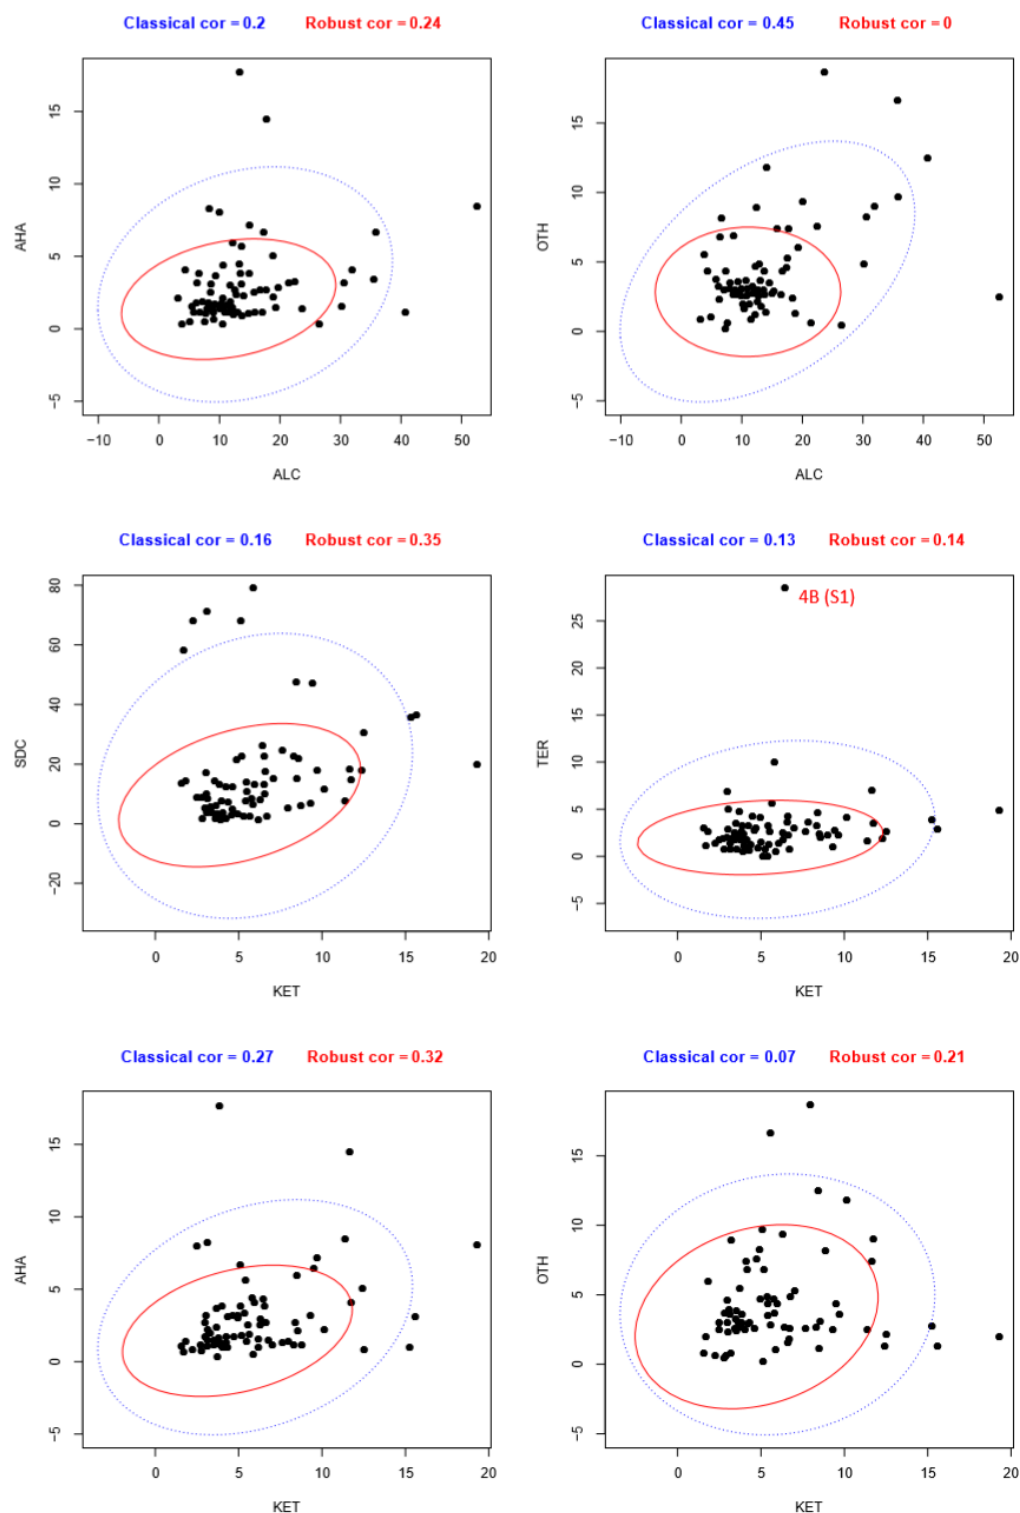 Classical cor = 0.2 Robust cor = 0.24
AHA
15
10
5
0
−5
−10 0 10 20 30 40 50
ALC
Classical cor = 0.45 Robust cor = 0
OTH
15
10
5
0
−5
−10 0 10 20 30 40 50
ALC
Classical cor = 0.16 Robust cor = 0.35
SDC
80
60
40
20
0
−20
0 5 10 15 20
KET
Classical cor = 0.13 Robust cor = 0.14
4B (S1)
TER
25
20
15
10
5
0
−5
0 5 10 15 20
KET
Classical cor = 0.27 Robust cor = 0.32
AHA
15
10
5
0
−5
0 5 10 15 20
KET
Classical cor = 0.07 Robust cor = 0.21
OTH
15
10
5
0
−5
0 5 10 15 20
KET